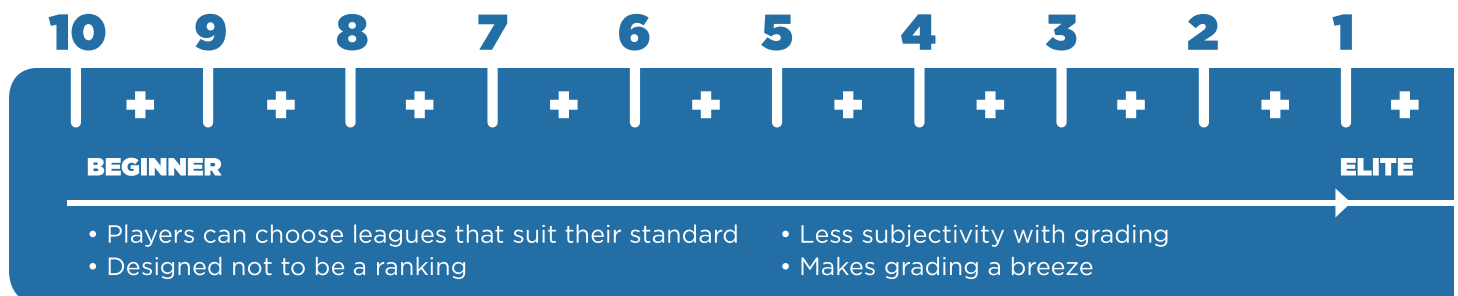 10 9 8 7 6 5 4 3 2 1
+ + + + + + + + + +
BEGINNER ELITE
• Players can choose leagues that suit their standard
• Designed not to be a ranking
• Less subjectivity with grading
• Makes grading a breeze